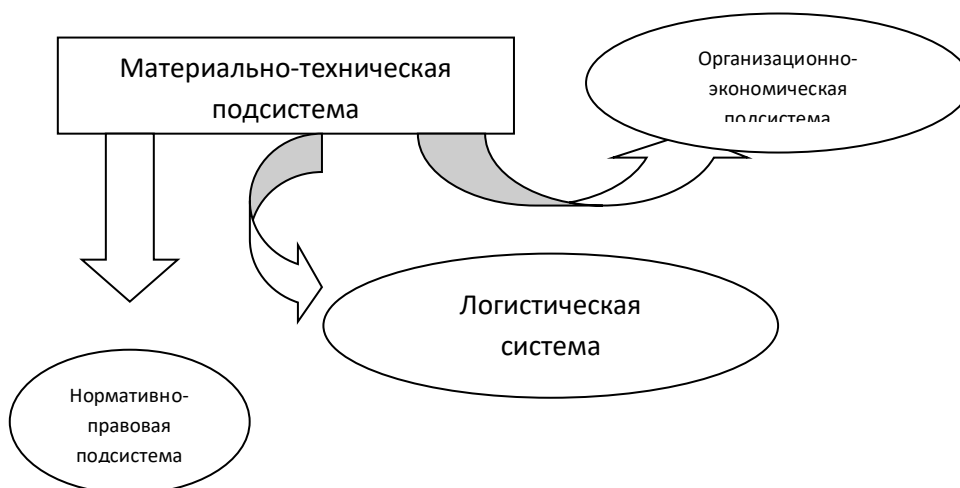 Материально-техническая
подсистема
Организационно-
экономическая
подсистема
Логистическая
система
Нормативно-
правовая
подсистема